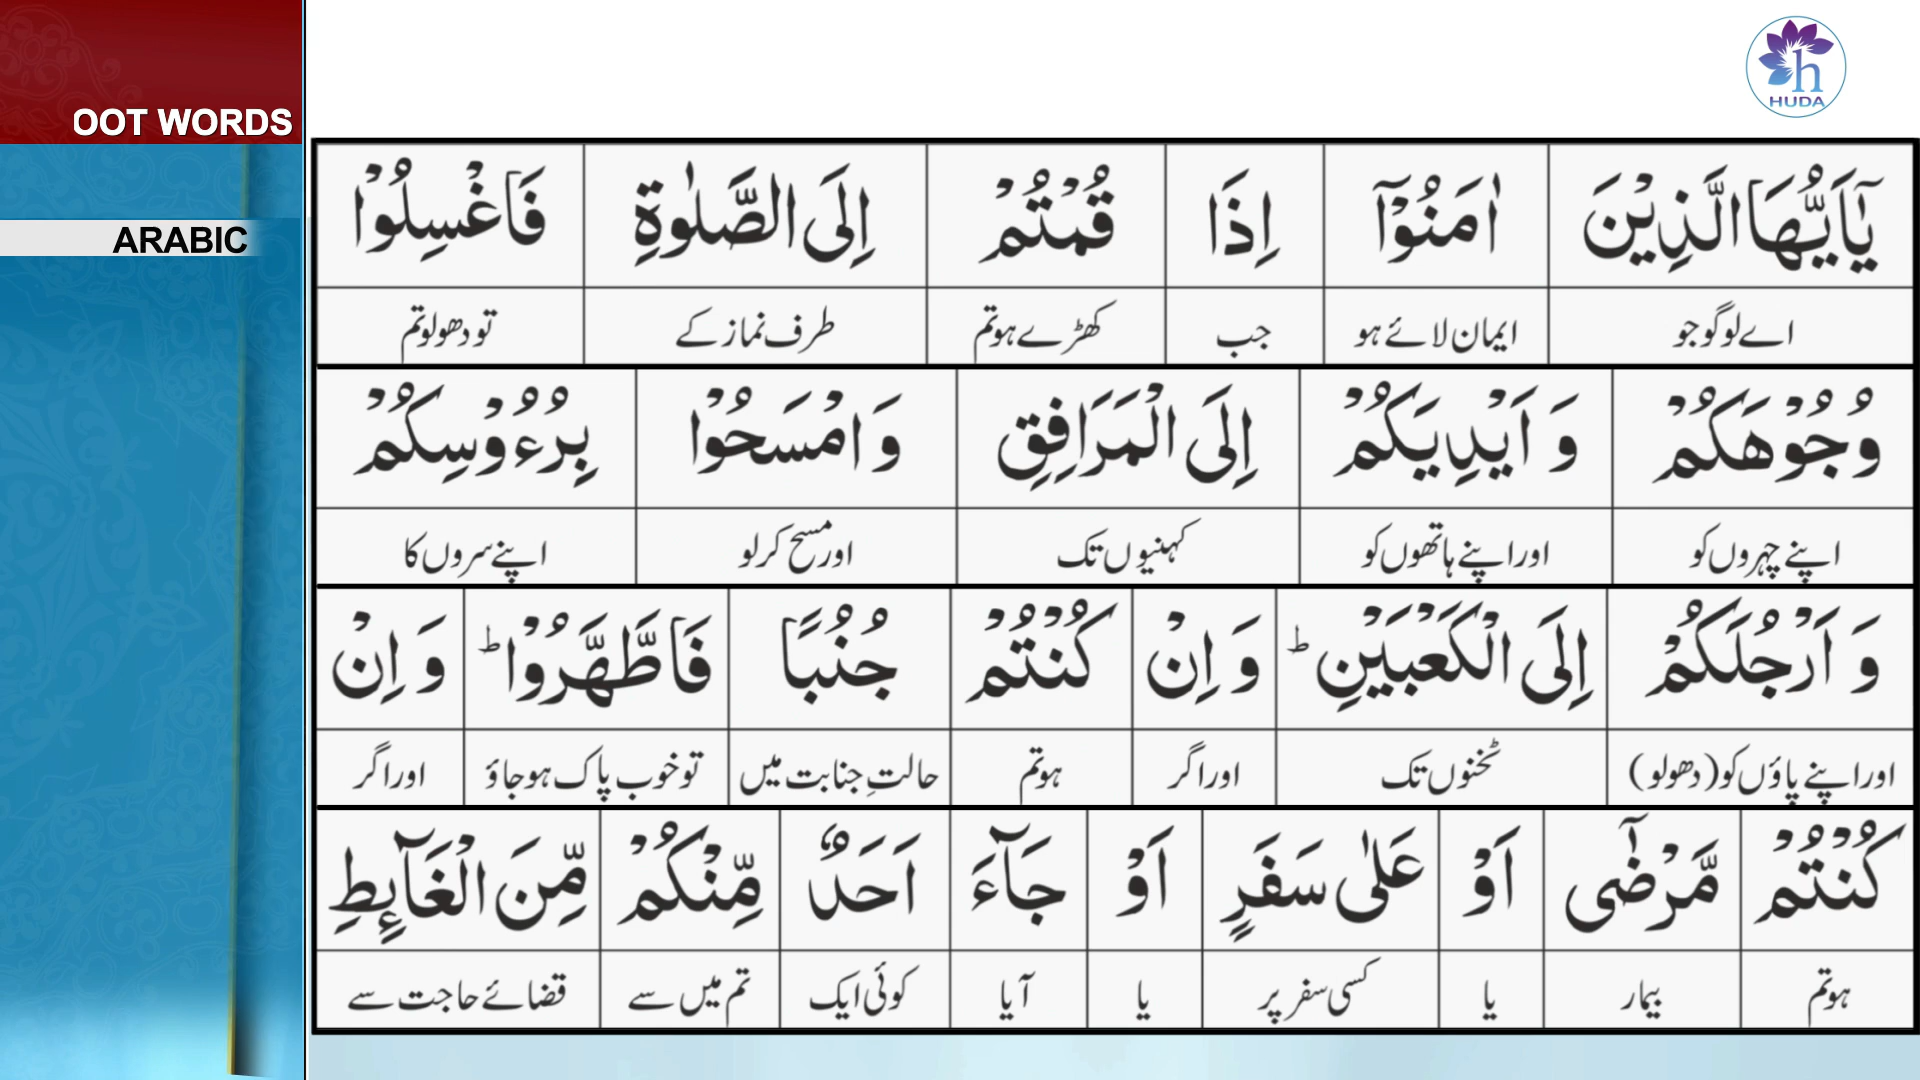 HUDA
OOT WORDS
ARABIC
يٰۤاَيُّهَا الَّذِيْنَ اٰمَنُوْۤا اِذَا قُمْتُمْ اِلَى الصَّلٰوةِ فَاغْسِلُوْا
اے لوگو جو ایمان لائے ہو جب کھڑے ہو تم طرف نماز کے تو دھو لو تم
وُجُوْهَكُمْ وَ اَيْدِيَكُمْ اِلَى الْمَرَافِقِ وَ امْسَحُوْا بِرُءُوْسِكُمْ
اپنے چہروں کو اور اپنے ہاتھوں کو کہنیوں تک اور مسح کر لو اپنے سروں کا
وَ اَرْجُلَكُمْ اِلَى الْكَعْبَيْنِ ؕ وَ اِنْ كُنْتُمْ جُنُبًا فَاطَّهَّرُوْا ؕ وَ اِنْ
اور اپنے پاؤں کو (دھو لو) ٹخنوں تک اور اگر ہو تم حالتِ جنابت میں تو خوب پاک ہو جاؤ اور اگر
كُنْتُمْ مَّرْضٰۤى اَوْ عَلٰى سَفَرٍ اَوْ جَآءَ اَحَدٌ مِّنْكُمْ مِّنَ الْغَآئِطِ
ہو تم بیمار یا کسی سفر پر یا آیا کوئی ایک تم میں سے قضائے حاجت سے